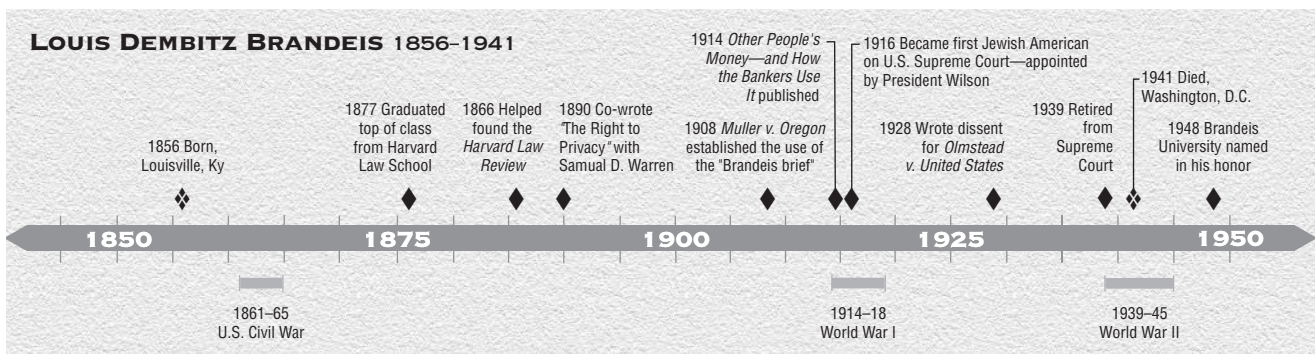 LOUIS DEMBITZ BRANDEIS 1856–1941
1856 Born,
Louisville, Ky
1877 Graduated
top of class
from Harvard
Law School
1866 Helped
found the
Harvard Law
Review
1890 Co-wrote
"The Right to
Privacy" with
Samual D. Warren
1908 Muller v. Oregon
established the use of
the "Brandeis brief"
1914 Other People's
Money—and How
the Bankers Use
It published
1916 Became first Jewish American
on U.S. Supreme Court—appointed
by President Wilson
1928 Wrote dissent
for Olmstead
v. United States
1939 Retired
from
Supreme
Court
1941 Died,
Washington, D.C.
1948 Brandeis
University named
in his honor
1850 1875 1900 1925 1950
1861–65
U.S. Civil War
1914–18
World War I
1939–45
World War II